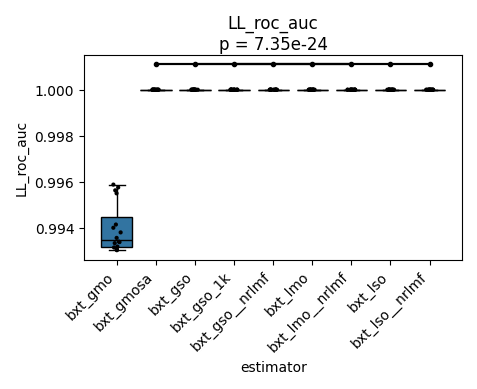 LL_roc_auc
p = 7.35e-24
LL_roc_auc
1.000
0.998
0.996
0.994
bxt_gmo
bxt_gmosa
bxt_gso
bxt_gso_1k
bxt_gso__nrlmf
bxt_lmo
bxt_lmo__nrlmf
bxt_lso
bxt_lso__nrlmf
estimator